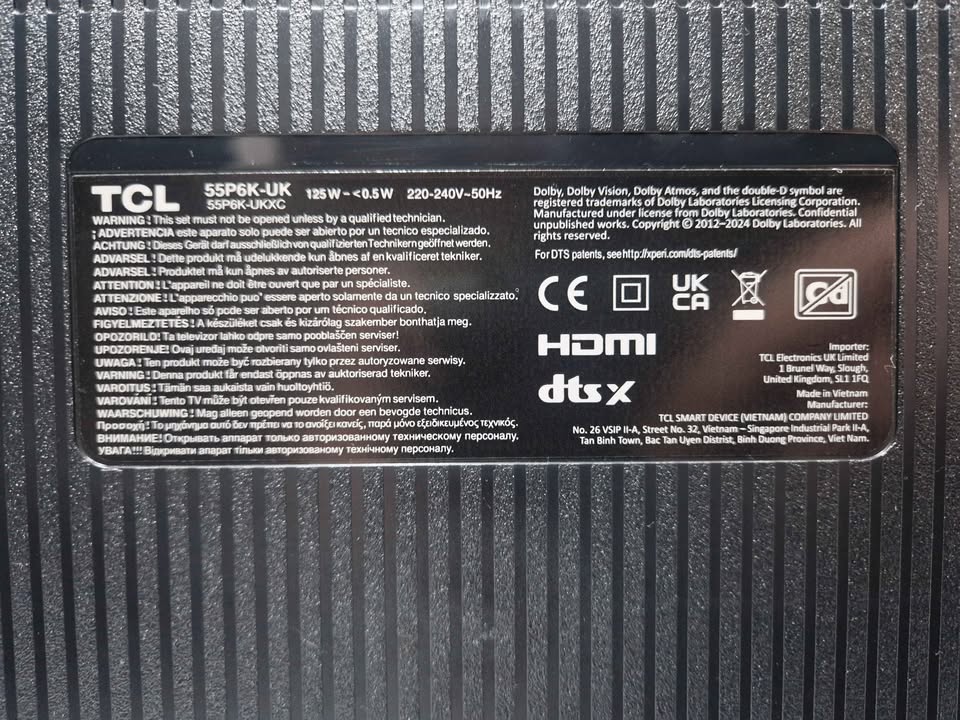 TCL
55P6K-UK 125W~<0.5W 220-240V~50Hz
55P6K-UKXC
WARNING ! This set must not be opened unless by a qualified technician.
¡ ADVERTENCIA este aparato solo puede ser abierto por un tecnico especializado.
ACHTUNG ! Dieses Gerät darf ausschließlich von qualifizierten Technikern geöffnet werden.
ADVARSEL ! Dette produkt må udelukkende kun åbnes af en kvalificeret tekniker.
ADVARSEL ! Produktet må kun åpnes av autoriserte personer.
ATTENTION ! L'appareil ne doit être ouvert que par un spécialiste.
ATTENZIONE ! L'apparecchio puo' essere aperto solamente da un tecnico specializzato.
AVISO ! Este aparelho só pode ser aberto por um técnico qualificado.
FIGYELMEZTETÉS ! A készüléket csak és kizárólag szakember bonthatja meg.
OPOZORILO! Ta televizor lahko odpre samo pooblaščen serviser!
UPOZORENJE! Ovaj uređaj može otvoriti samo ovlašteni serviser.
UWAGA ! Ten produkt może być rozbierany tylko przez autoryzowane serwisy.
VARNING ! Denna produkt får endast öppnas av auktoriserad tekniker.
VAROITUS ! Tämän saa aukaista vain huoltoyhtiö.
VAROVÁNÍ ! Tento TV může být otevřen pouze kvalifikovaným servisem.
WAARSCHUWING ! Mag alleen geopend worden door een bevogde technicus.
Προσοχή ! Το μηχάνημα αυτό δεν πρέπει να το ανοίξει κανείς, παρά μόνο εξειδικευμένος τεχνικός.
ВНИМАНИЕ! Открывать аппарат только авторизованному техническому персоналу.
УВАГА!!! Відкривати апарат тільки авторизованому технічному персоналу.
Dolby, Dolby Vision, Dolby Atmos, and the double-D symbol are
registered trademarks of Dolby Laboratories Licensing Corporation.
Manufactured under license from Dolby Laboratories. Confidential
unpublished works. Copyright © 2012–2024 Dolby Laboratories. All
rights reserved.
For DTS patents, see http://xperi.com/dts-patents/
CE
UK
CA
Pb
HDMI
dts x
Importer:
TCL Electronics UK Limited
1 Brunel Way, Slough,
United Kingdom, SL1 1FQ
Made in Vietnam
Manufacturer:
TCL SMART DEVICE (VIETNAM) COMPANY LIMITED
No. 26 VSIP II-A, Street No. 32, Vietnam – Singapore Industrial Park II-A,
Tan Binh Town, Bac Tan Uyen District, Binh Duong Province, Viet Nam.